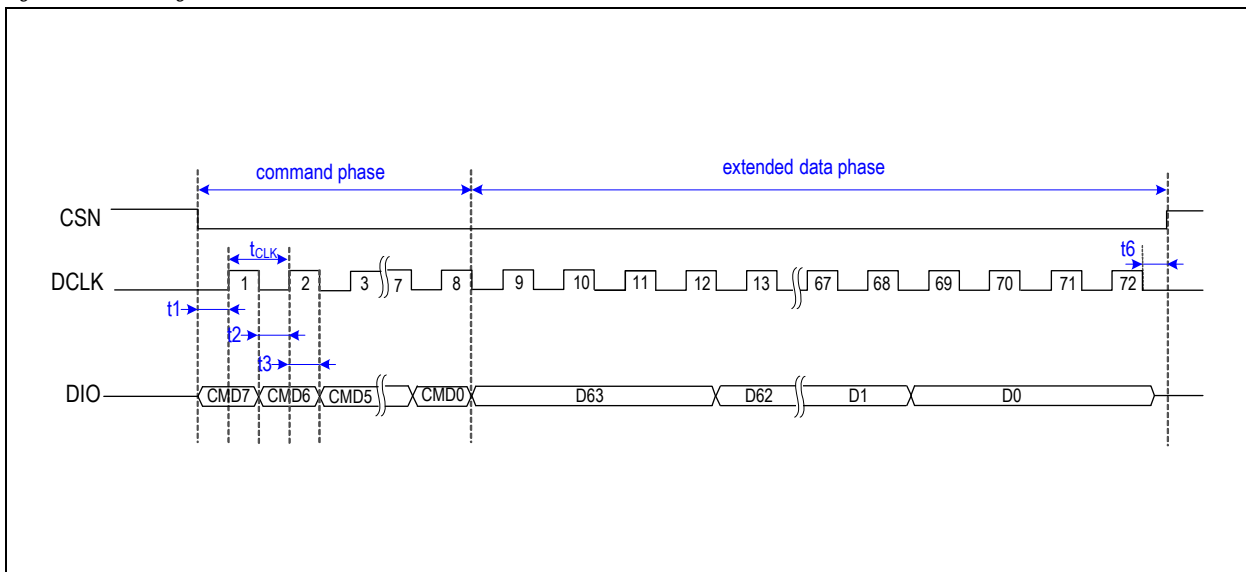 command phase
extended data phase
CSN
tCLK
t6
DCLK
1 2 3 7 8 9 10 11 12 13 67 68 69 70 71 72
t1
t2
t3
DIO
CMD7 CMD6 CMD5 CMD0 D63 D62 D1 D0